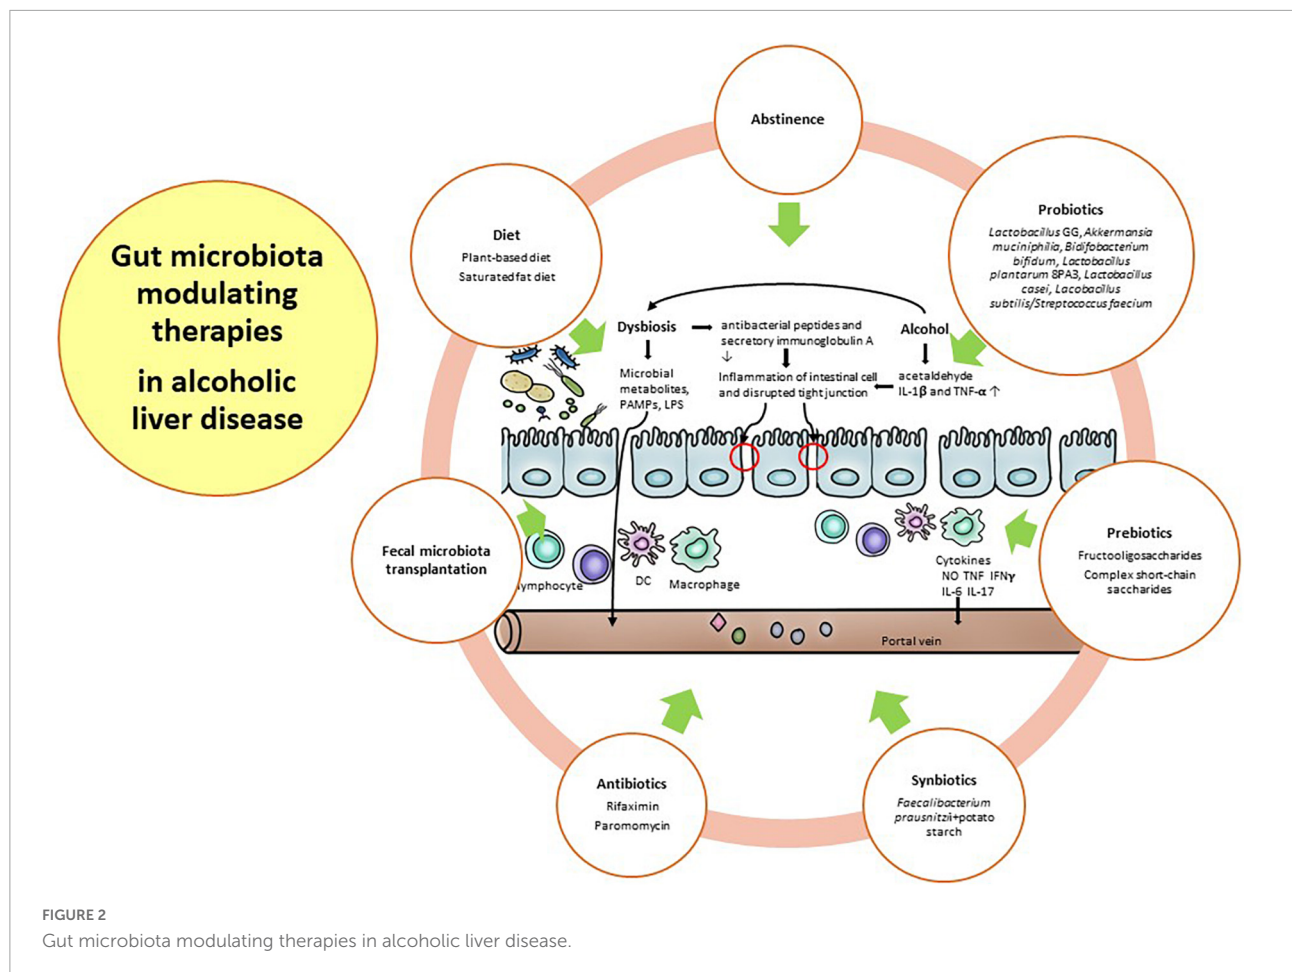 Gut microbiota
modulating
therapies
in alcoholic
liver disease
Abstinence
Probiotics
Lactobacillus GG, Akkermansia
muciniphilia, Bidifobacterium
bifidum, Lactobacillus
plantarum 8PA3, Lactobacillus
casei, Lacobacillus
subtilis/Streptococcus faecium
Diet
Plant-based diet
Saturated fat diet
Dysbiosis
antibacterial peptides and
secretory immunoglobulin A
↓
Alcohol
Microbial
metabolites,
PAMPs, LPS
Inflammation of intestinal cell
and disrupted tight junction
acetaldehyde
IL-1β and TNF-α ↑
Fecal microbiota
transplantation
lymphocyte
DC
Macrophage
Cytokines
NO TNF IFNγ
IL-6 IL-17
Prebiotics
Fructooligosaccharides
Complex short-chain
saccharides
Portal vein
Antibiotics
Rifaximin
Paromomycin
Synbiotics
Faecalibacterium
prausnitzii+potato
starch
FIGURE 2
Gut microbiota modulating therapies in alcoholic liver disease.